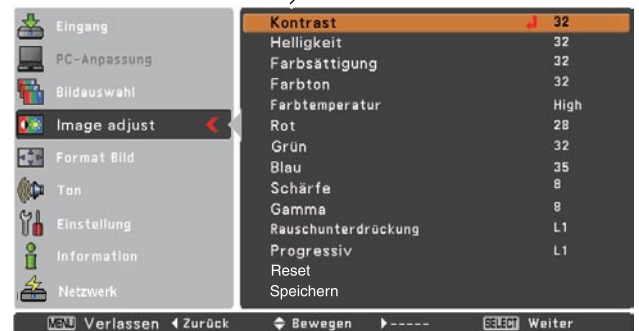 Eingang
PC-Anpassung
Bildauswahl
Image adjust
Format Bild
Ton
Einstellung
Information
Netzwerk
Kontrast 32
Helligkeit 32
Farbsättigung 32
Farbton 32
Farbtemperatur High
Rot 28
Grün 32
Blau 35
Schärfe 8
Gamma 8
Rauschunterdrückung L1
Progressiv L1
Reset
Speichern
MENU Verlassen Zurück Bewegen ----- SELECT Weiter